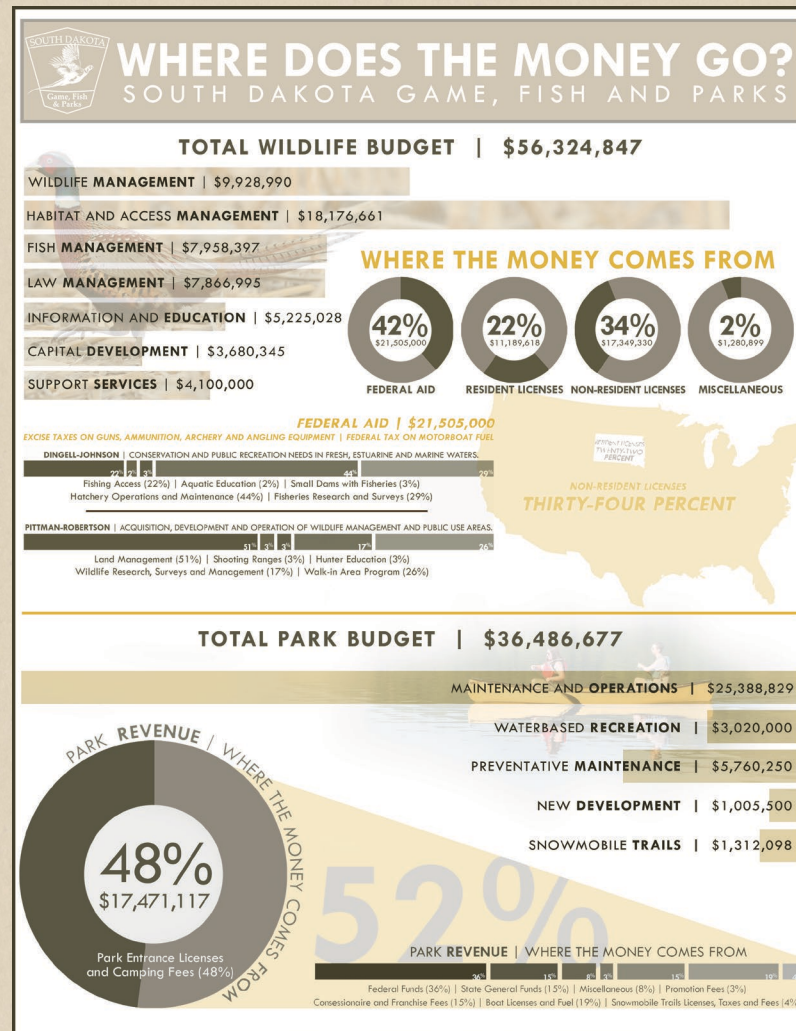 SOUTH DAKOTA
Game, Fish
& Parks
WHERE DOES THE MONEY GO?
SOUTH DAKOTA GAME, FISH AND PARKS
TOTAL WILDLIFE BUDGET | $56,324,847
WILDLIFE MANAGEMENT | $9,928,990
HABITAT AND ACCESS MANAGEMENT | $18,176,661
FISH MANAGEMENT | $7,958,397
LAW MANAGEMENT | $7,866,995
INFORMATION AND EDUCATION | $5,225,028
CAPITAL DEVELOPMENT | $3,680,345
SUPPORT SERVICES | $4,100,000
WHERE THE MONEY COMES FROM
42%
$21,505,000
FEDERAL AID
22%
$11,189,618
RESIDENT LICENSES
34%
$17,349,330
NON-RESIDENT LICENSES
2%
$1,280,899
MISCELLANEOUS
FEDERAL AID | $21,505,000
EXCISE TAXES ON GUNS, AMMUNITION, ARCHERY AND ANGLING EQUIPMENT | FEDERAL TAX ON MOTORBOAT FUEL
DINGELL-JOHNSON | CONSERVATION AND PUBLIC RECREATION NEEDS IN FRESH, ESTUARINE AND MARINE WATERS.
22% 2% 3% 44% 29%
Fishing Access (22%) | Aquatic Education (2%) | Small Dams with Fisheries (3%)
Hatchery Operations and Maintenance (44%) | Fisheries Research and Surveys (29%)
PITTMAN-ROBERTSON | ACQUISITION, DEVELOPMENT AND OPERATION OF WILDLIFE MANAGEMENT AND PUBLIC USE AREAS.
51% 3% 3% 17% 26%
Land Management (51%) | Shooting Ranges (3%) | Hunter Education (3%)
Wildlife Research, Surveys and Management (17%) | Walk-in Area Program (26%)
PERCENT
NON-RESIDENT LICENSES
THIRTY-FOUR PERCENT
TOTAL PARK BUDGET | $36,486,677
MAINTENANCE AND OPERATIONS | $25,388,829
WATERBASED RECREATION | $3,020,000
PREVENTATIVE MAINTENANCE | $5,760,250
NEW DEVELOPMENT | $1,005,500
SNOWMOBILE TRAILS | $1,312,098
PARK REVENUE | WHERE THE MONEY COMES FROM
48%
$17,471,117
Park Entrance Licenses
and Camping Fees (48%)
52%
PARK REVENUE | WHERE THE MONEY COMES FROM
36% 15% 8% 3% 15% 19%
Federal Funds (36%) | State General Funds (15%) | Miscellaneous (8%) | Promotion Fees (3%)
Consessionaire and Franchise Fees (15%) | Boat Licenses and Fuel (19%) | Snowmobile Trails Licenses, Taxes and Fees (4%